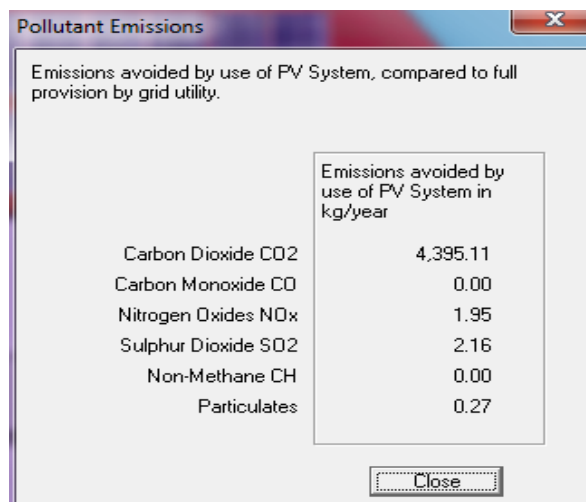 Pollutant Emissions
Emissions avoided by use of PV System, compared to full
provision by grid utility.
Emissions avoided by
use of PV System in
kg/year
Carbon Dioxide CO2 4,395.11
Carbon Monoxide CO 0.00
Nitrogen Oxides NOx 1.95
Sulphur Dioxide SO2 2.16
Non-Methane CH 0.00
Particulates 0.27
Close